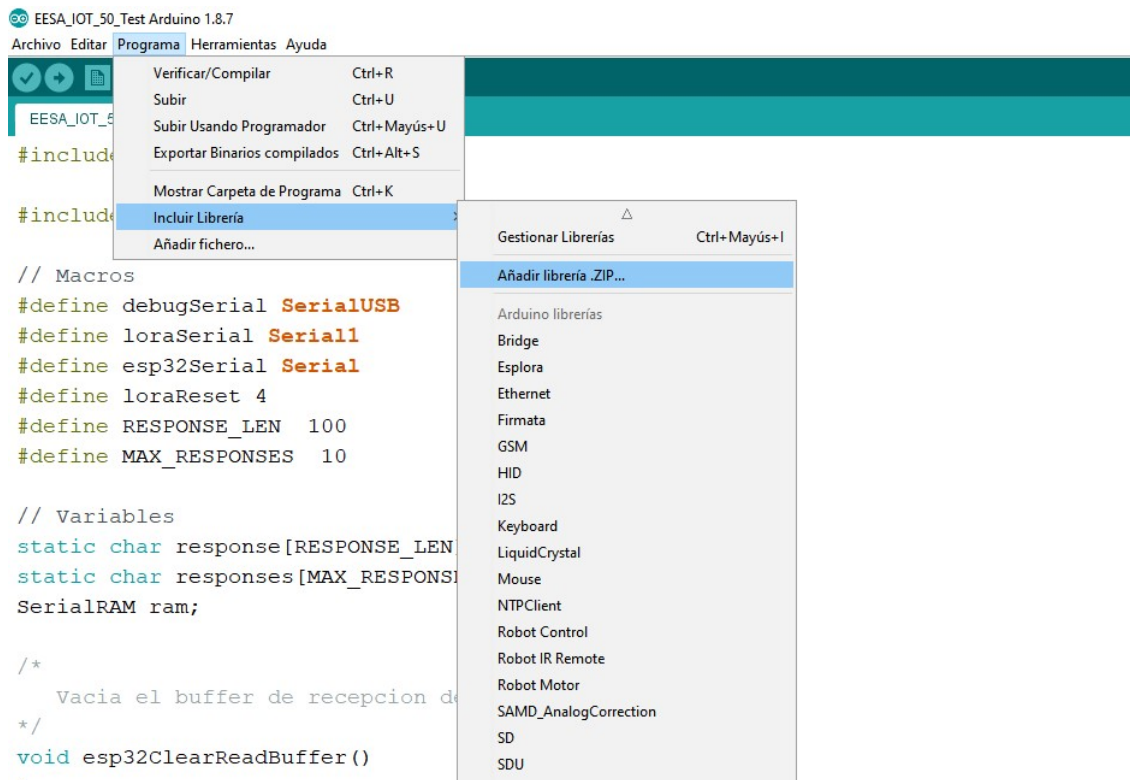 EESA_IOT_50_Test Arduino 1.8.7
Archivo Editar Programa Herramientas Ayuda
Verificar/Compilar Ctrl+R
Subir Ctrl+U
Subir Usando Programador Ctrl+Mayús+U
Exportar Binarios compilados Ctrl+Alt+S
Mostrar Carpeta de Programa Ctrl+K
Incluir Librería
Añadir fichero...
Gestionar Librerías Ctrl+Mayús+I
Añadir librería .ZIP...
Arduino librerías
Bridge
Esplora
Ethernet
Firmata
GSM
HID
I2S
Keyboard
LiquidCrystal
Mouse
NTPClient
Robot Control
Robot IR Remote
Robot Motor
SAMD_AnalogCorrection
SD
SDU
EESA_IOT_5
#include
#include
// Macros
#define debugSerial SerialUSB
#define loraSerial Serial1
#define esp32Serial Serial
#define loraReset 4
#define RESPONSE_LEN 100
#define MAX_RESPONSES 10
// Variables
static char response[RESPONSE_LEN
static char responses[MAX_RESPONS
SerialRAM ram;
/*
Vacia el buffer de recepcion de
*/
void esp32ClearReadBuffer()